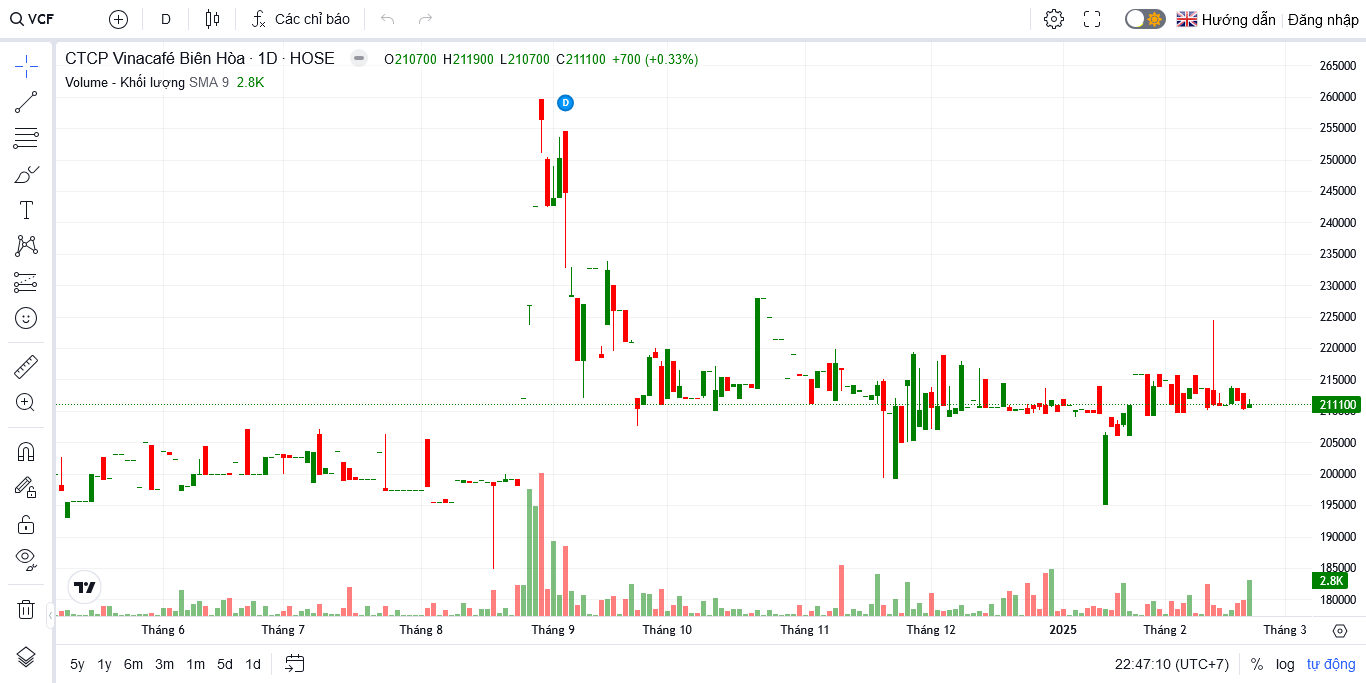 VCF D Các chỉ báo Hướng dẫn Đăng nhập
CTCP Vinacafé Biên Hòa · 1D · HOSE O210700 H211900 L210700 C211100 +700 (+0.33%)
Volume - Khối lượng SMA 9 2.8K
D
265000
260000
255000
250000
245000
240000
235000
230000
225000
220000
215000
211100
205000
200000
195000
190000
185000
2.8K
180000
Tháng 6 Tháng 7 Tháng 8 Tháng 9 Tháng 10 Tháng 11 Tháng 12 2025 Tháng 2 Tháng 3
5y 1y 6m 3m 1m 5d 1d 22:47:10 (UTC+7) % log tự động